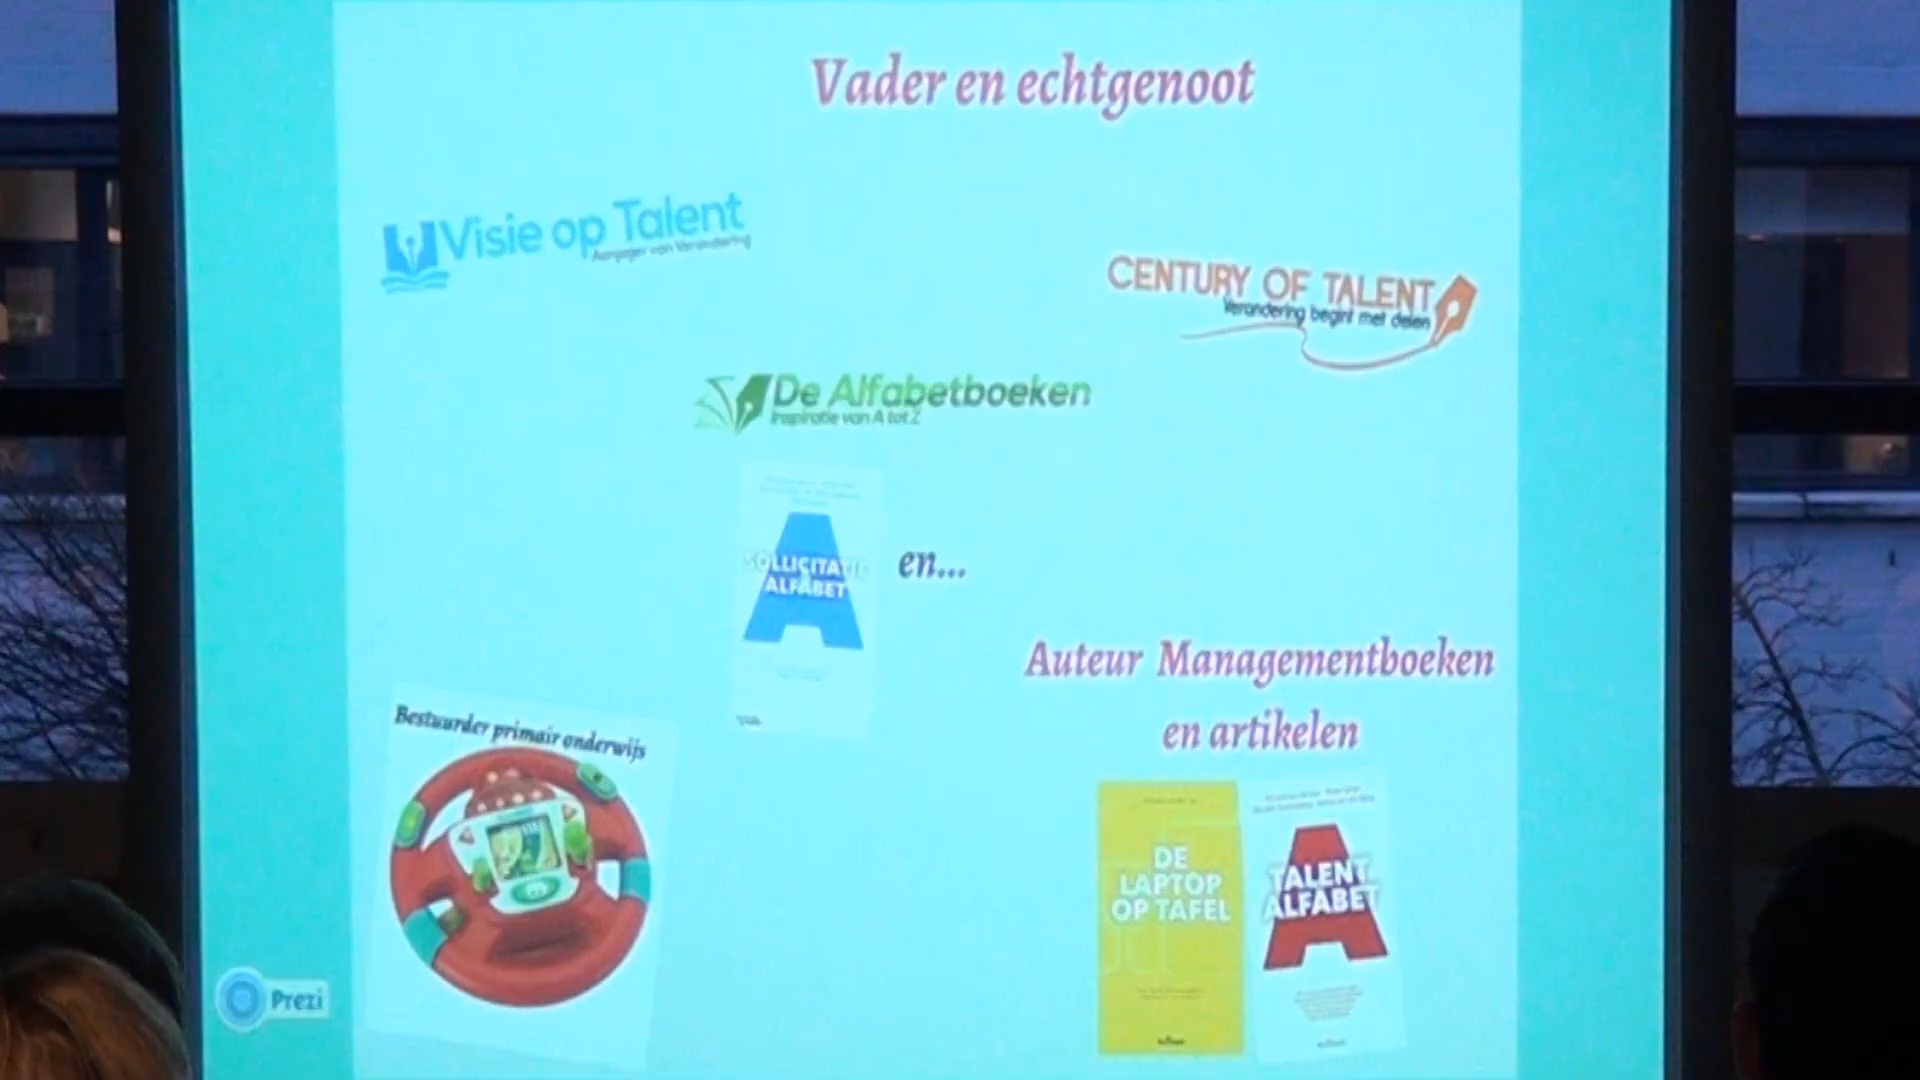 Vader en echtgenoot
Visie op Talent
Aanjager van Verandering
CENTURY OF TALENT
Verandering begint met delen
De Alfabetboeken
Inspiratie van A tot Z
SOLLICITATIE
ALFABET
en...
Auteur Managementboeken
en artikelen
Bestuurder primair onderwijs
DE
LAPTOP
OP TAFEL
TALENT
ALFABET
Prezi